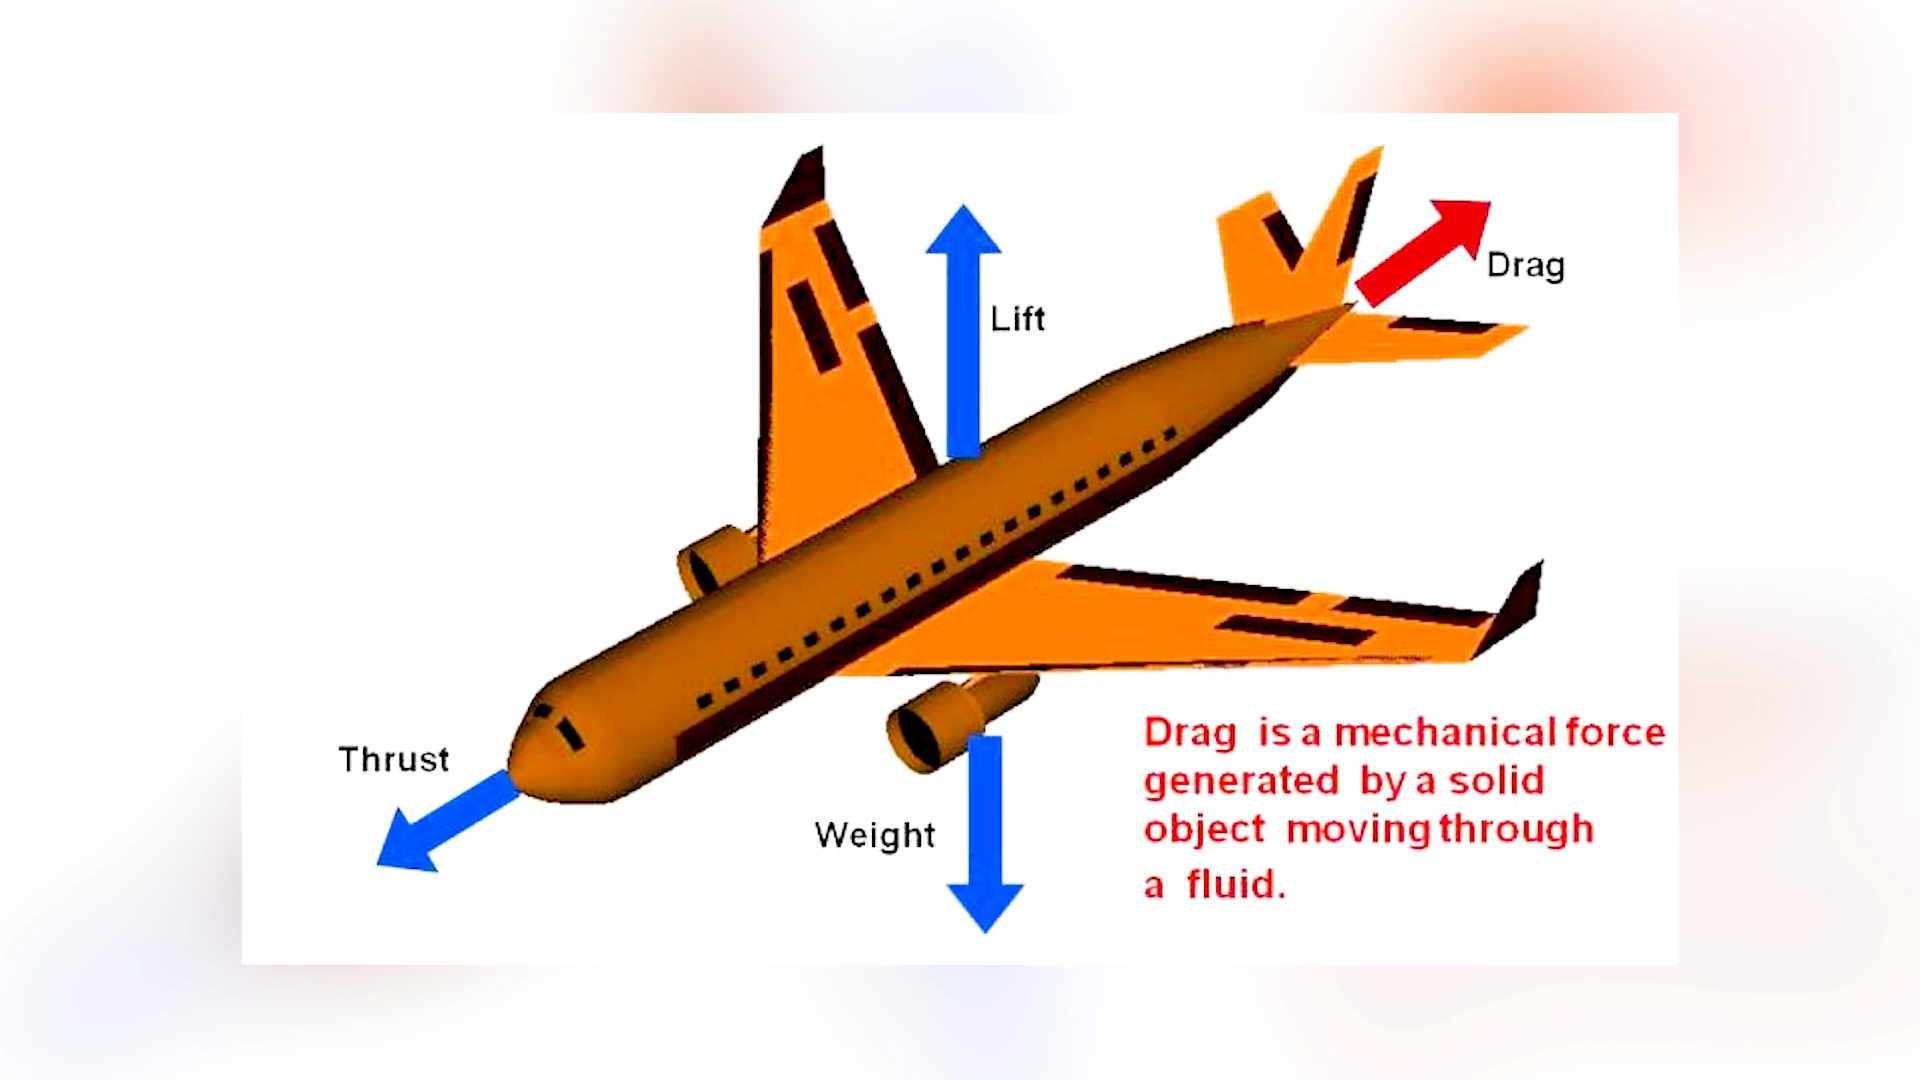 Drag
Lift
Thrust
Weight
Drag is a mechanical force
generated by a solid
object moving through
a fluid.